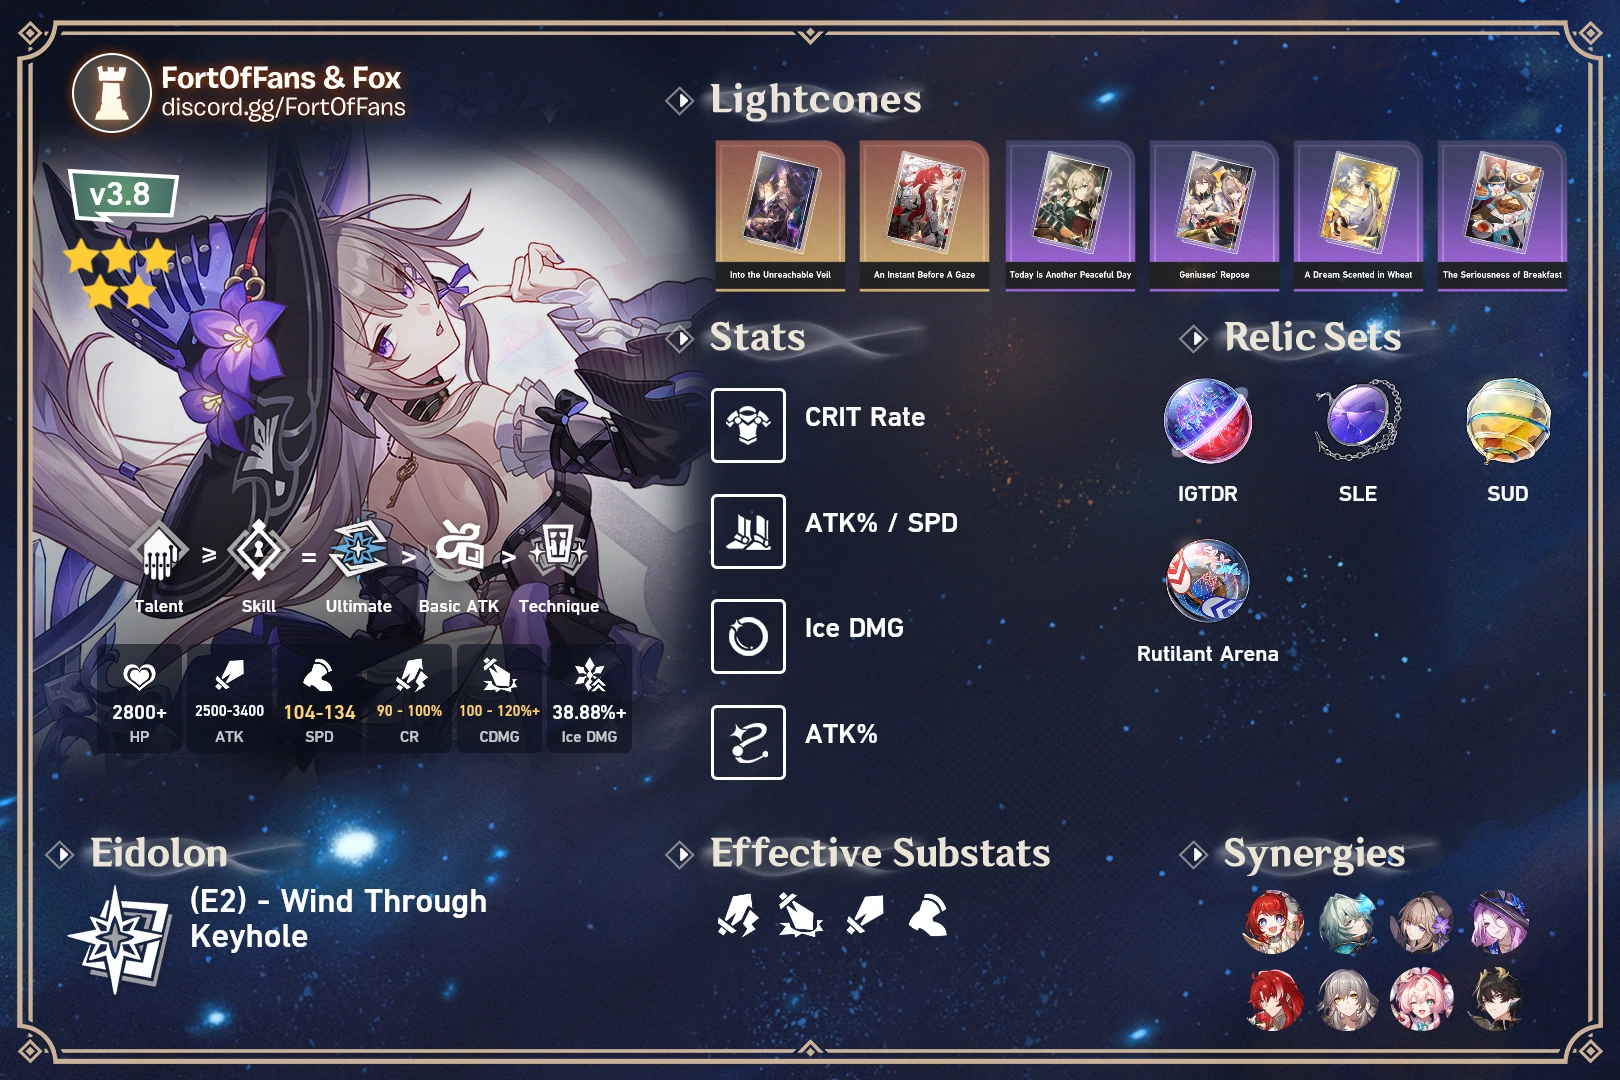 FortOfFans & Fox
discord.gg/FortOfFans
v3.8
Talent
≥
Skill
=
Ultimate
>
Basic ATK
>
Technique
2800+
HP
2500-3400
ATK
104-134
SPD
90 - 100%
CR
100 - 120%+
CDMG
38.88%+
Ice DMG
Lightcones
Into the Unreachable Veil
An Instant Before A Gaze
Today Is Another Peaceful Day
Geniuses' Repose
A Dream Scented in Wheat
The Seriousness of Breakfast
Stats
CRIT Rate
ATK% / SPD
Ice DMG
ATK%
Relic Sets
IGTDR
SLE
SUD
Rutilant Arena
Eidolon
(E2) - Wind Through
Keyhole
Effective Substats
Synergies